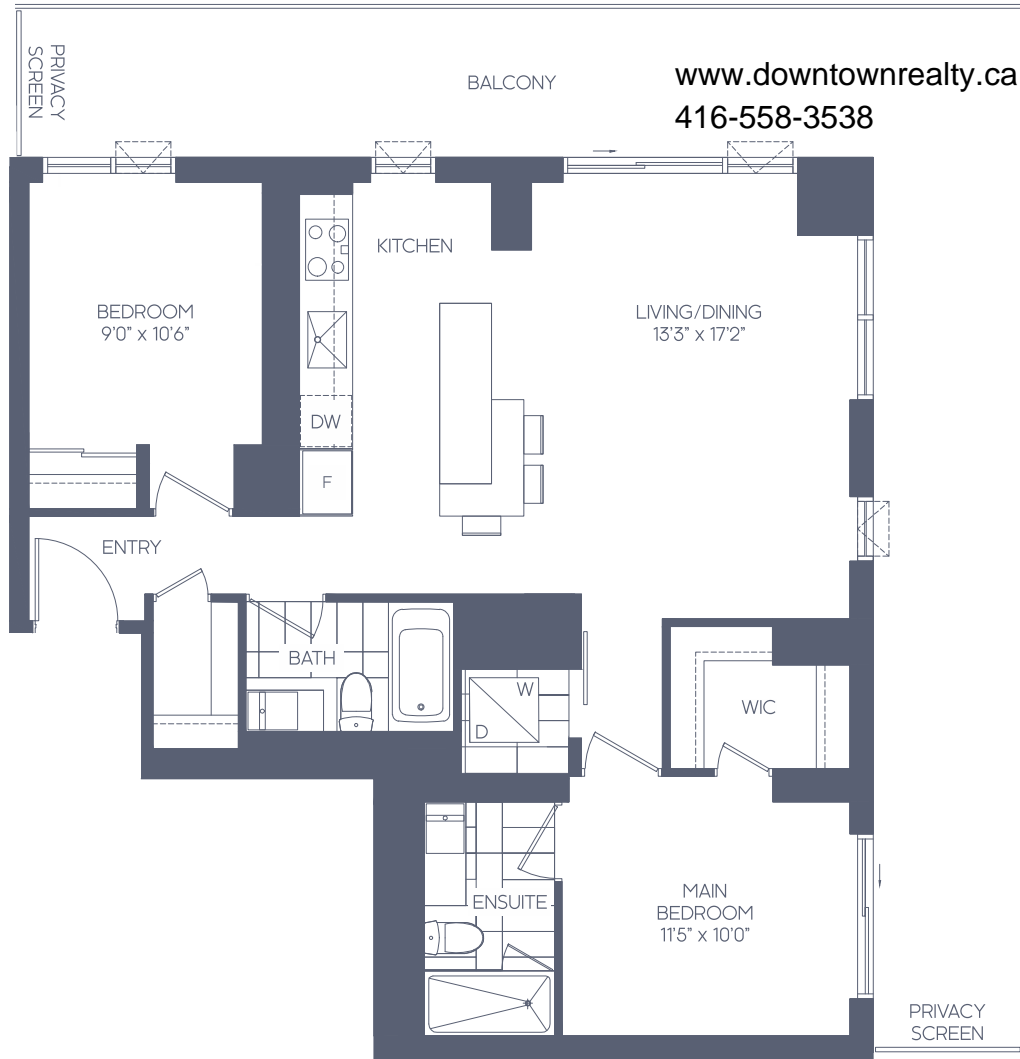 PRIVACY
SCREEN
BALCONY
www.downtownrealty.ca
416-558-3538
KITCHEN
BEDROOM
9'0" x 10'6"
LIVING/DINING
13'3" x 17'2"
DW
F
ENTRY
BATH
W
D
WIC
ENSUITE
MAIN
BEDROOM
11'5" x 10'0"
PRIVACY
SCREEN